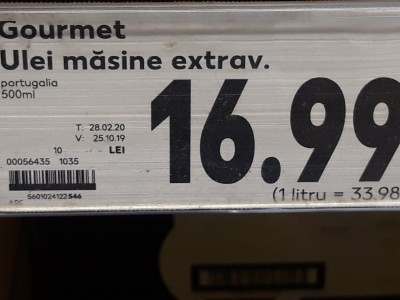 Gourmet
Ulei măsine extrav.
portugalia
500ml
16.99
T: 28.02.20
V: 25.10.19
10 LEI
00056435 1035
5601024122546
(1 litru = 33.98